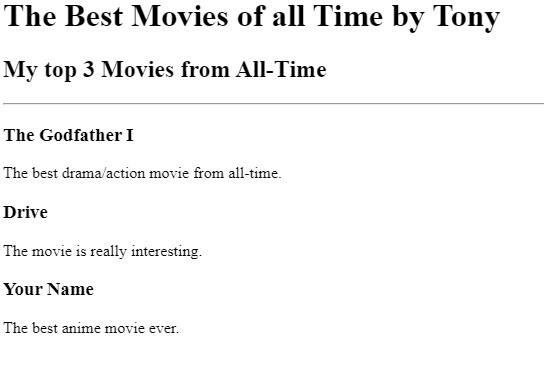 The Best Movies of all Time by Tony
My top 3 Movies from All-Time
The Godfather I
The best drama/action movie from all-time.
Drive
The movie is really interesting.
Your Name
The best anime movie ever.